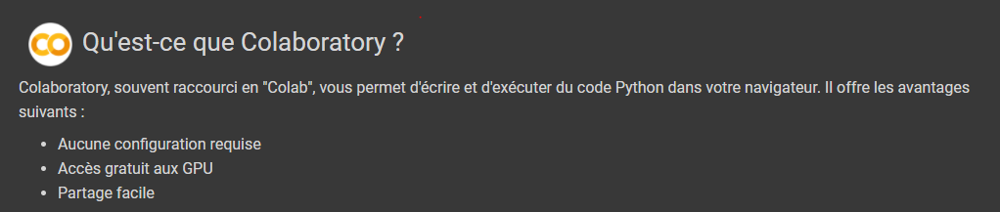 Qu'est-ce que Colaboratory ?
Colaboratory, souvent raccourci en "Colab", vous permet d'écrire et d'exécuter du code Python dans votre navigateur. Il offre les avantages
suivants :
• Aucune configuration requise
• Accès gratuit aux GPU
• Partage facile